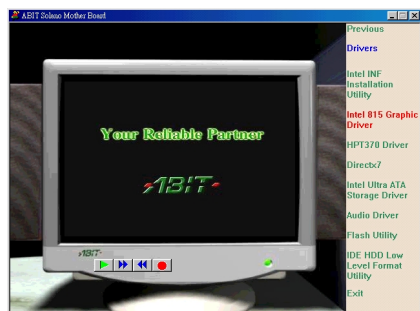 ABIT Solano Mother Board
Your Reliable Partner
ABIT
ABIT
Previous
Drivers
Intel INF
Installation
Utility
Intel 815 Graphic
Driver
HPT370 Driver
Directx7
Intel Ultra ATA
Storage Driver
Audio Driver
Flash Utility
IDE HDD Low
Level Format
Utility
Exit